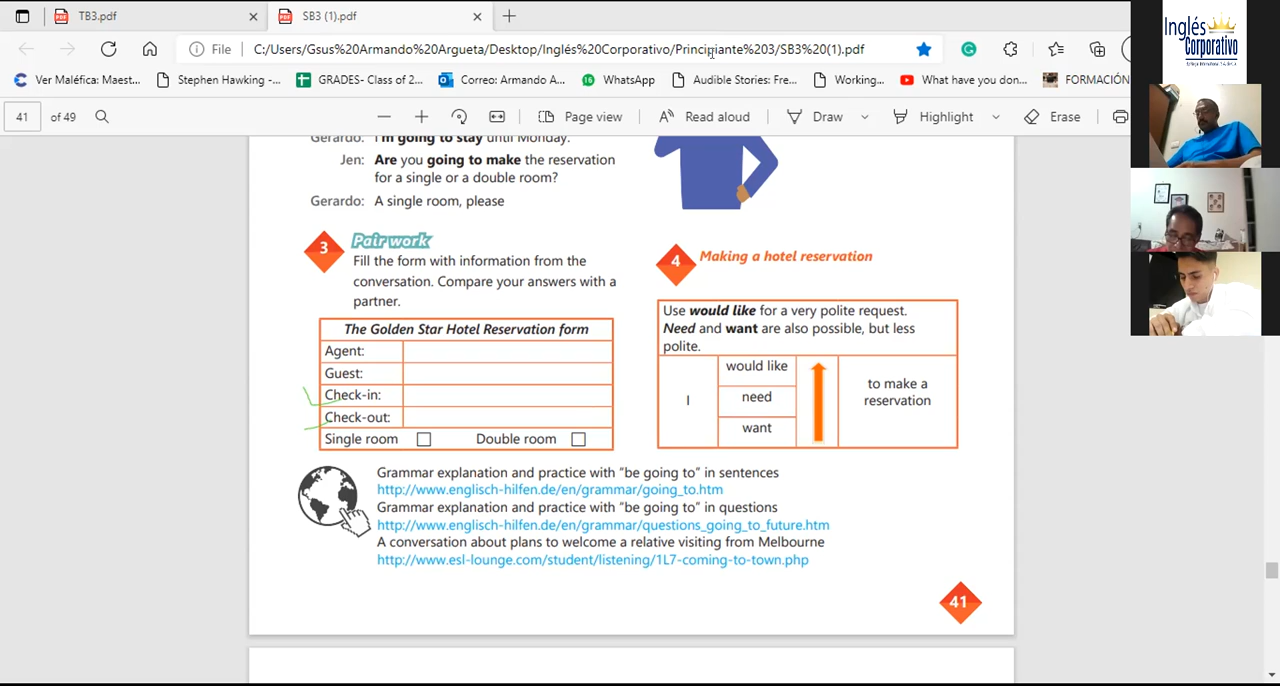 TB3.pdf
SB3 (1).pdf
File
C:/Users/Gsus%20Armando%20Argueta/Desktop/Inglés%20Corporativo/Principiante%203/SB3%20(1).pdf
Ver Maléfica: Maest...
Stephen Hawking -...
GRADES- Class of 2...
Correo: Armando A...
WhatsApp
Audible Stories: Fre...
Working...
What have you don...
FORMACIÓN
41
of 49
Page view
Read aloud
Draw
Highlight
Erase
Inglés
Corporativo
Gerardo: I'm going to stay until Monday.
Jen: Are you going to make the reservation
for a single or a double room?
Gerardo: A single room, please
3
Pair work
Fill the form with information from the
conversation. Compare your answers with a
partner.
The Golden Star Hotel Reservation form
Agent:
Guest:
Check-in:
Check-out:
Single room
Double room
4
Making a hotel reservation
Use would like for a very polite request.
Need and want are also possible, but less
polite.
I
would like
need
want
to make a
reservation
Grammar explanation and practice with “be going to” in sentences
http://www.englisch-hilfen.de/en/grammar/going_to.htm
Grammar explanation and practice with “be going to” in questions
http://www.englisch-hilfen.de/en/grammar/questions_going_to_future.htm
A conversation about plans to welcome a relative visiting from Melbourne
http://www.esl-lounge.com/student/listening/1L7-coming-to-town.php
41